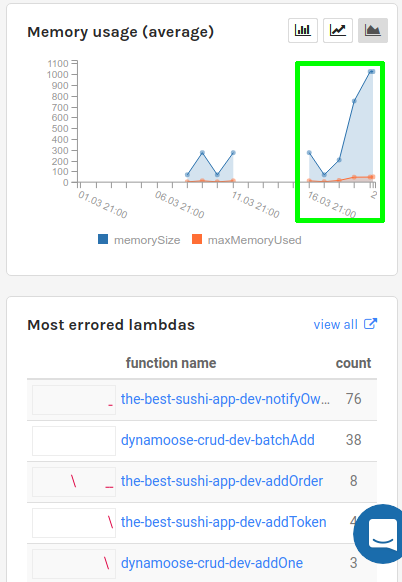 Memory usage (average)
1100
1000
900
800
700
600
500
400
300
200
100
0
01.03 21:00
06.03 21:00
11.03 21:00
16.03 21:00
2
memorySize
maxMemoryUsed
Most errored lambdas
view all
function name count
the-best-sushi-app-dev-notifyOw... 76
dynamoose-crud-dev-batchAdd 38
the-best-sushi-app-dev-addOrder 8
the-best-sushi-app-dev-addToken 4
dynamoose-crud-dev-addOne 3